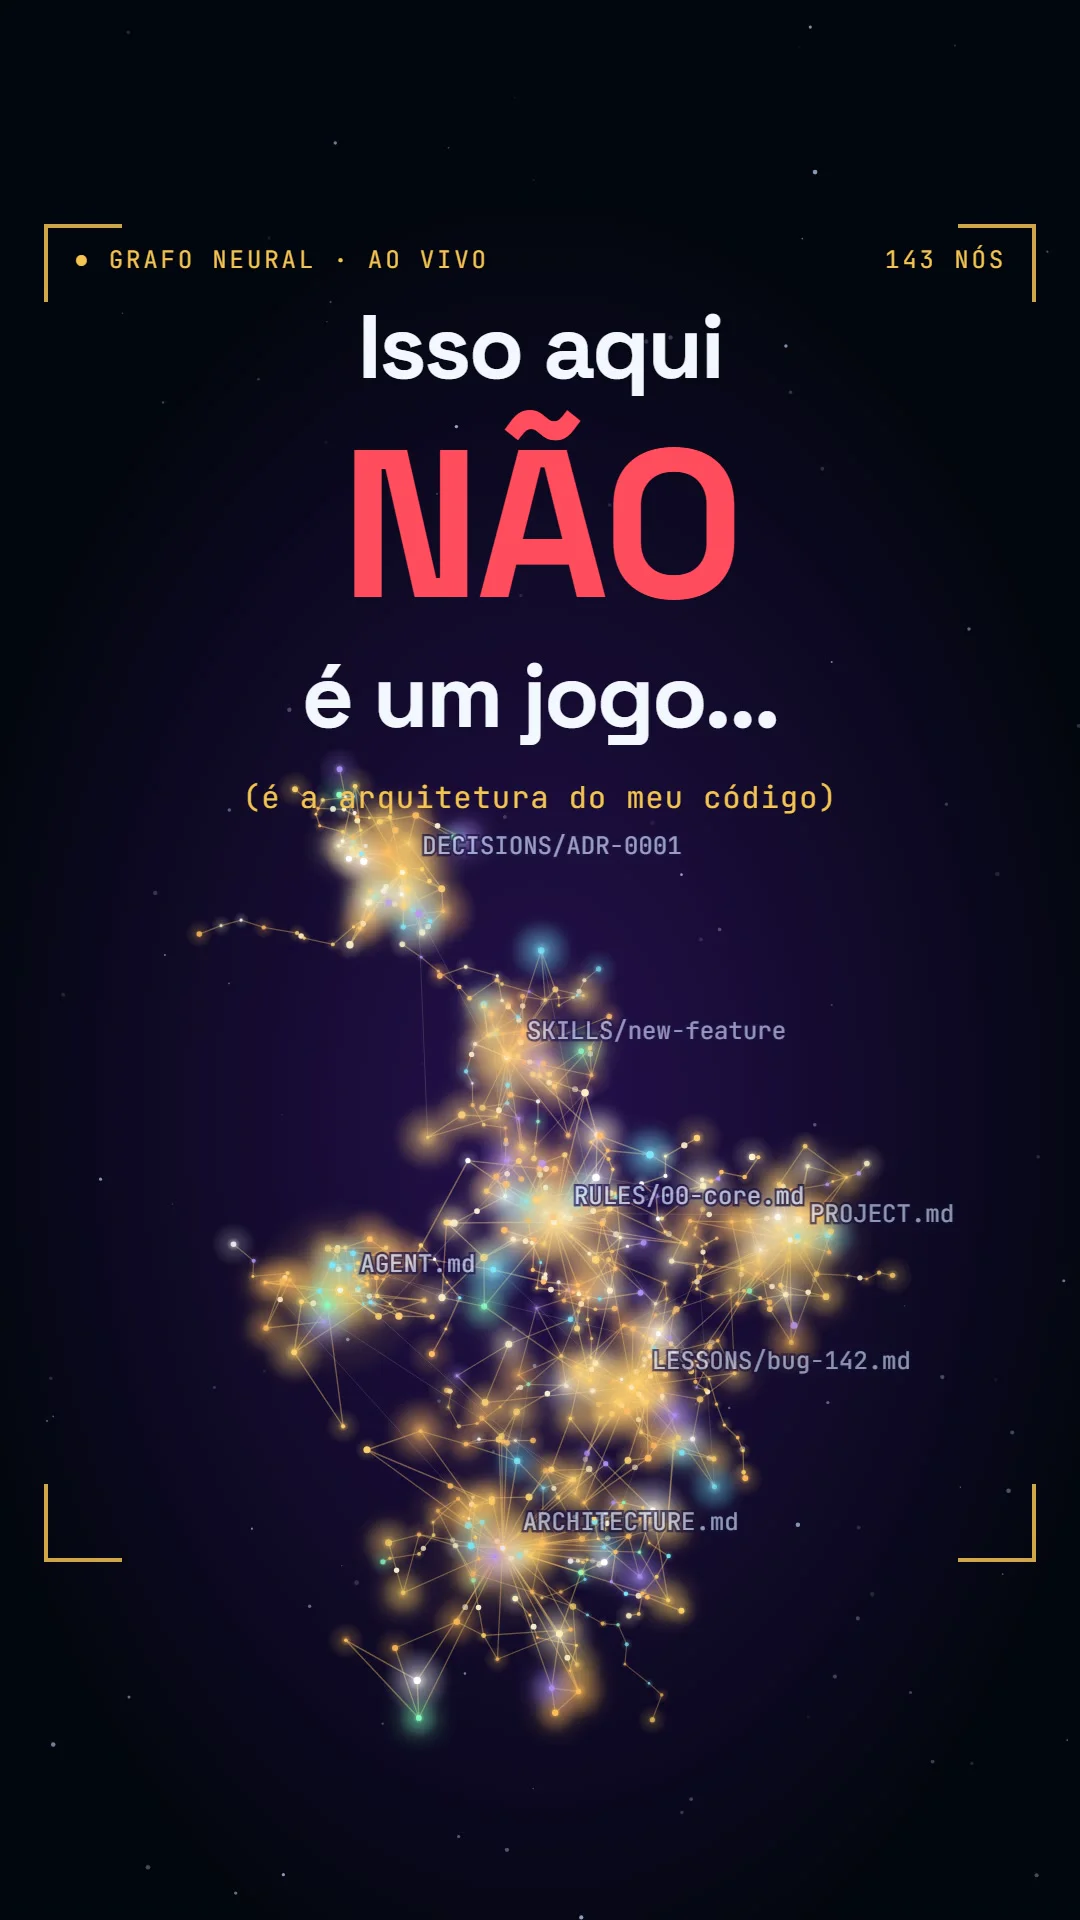 ● GRAFO NEURAL · AO VIVO
143 NÓS
Isso aqui
NÃO
é um jogo...
(é a arquitetura do meu código)
DECISIONS/ADR-0001
SKILLS/new-feature
RULES/00-core.md
PROJECT.md
AGENT.md
LESSONS/bug-142.md
ARCHITECTURE.md